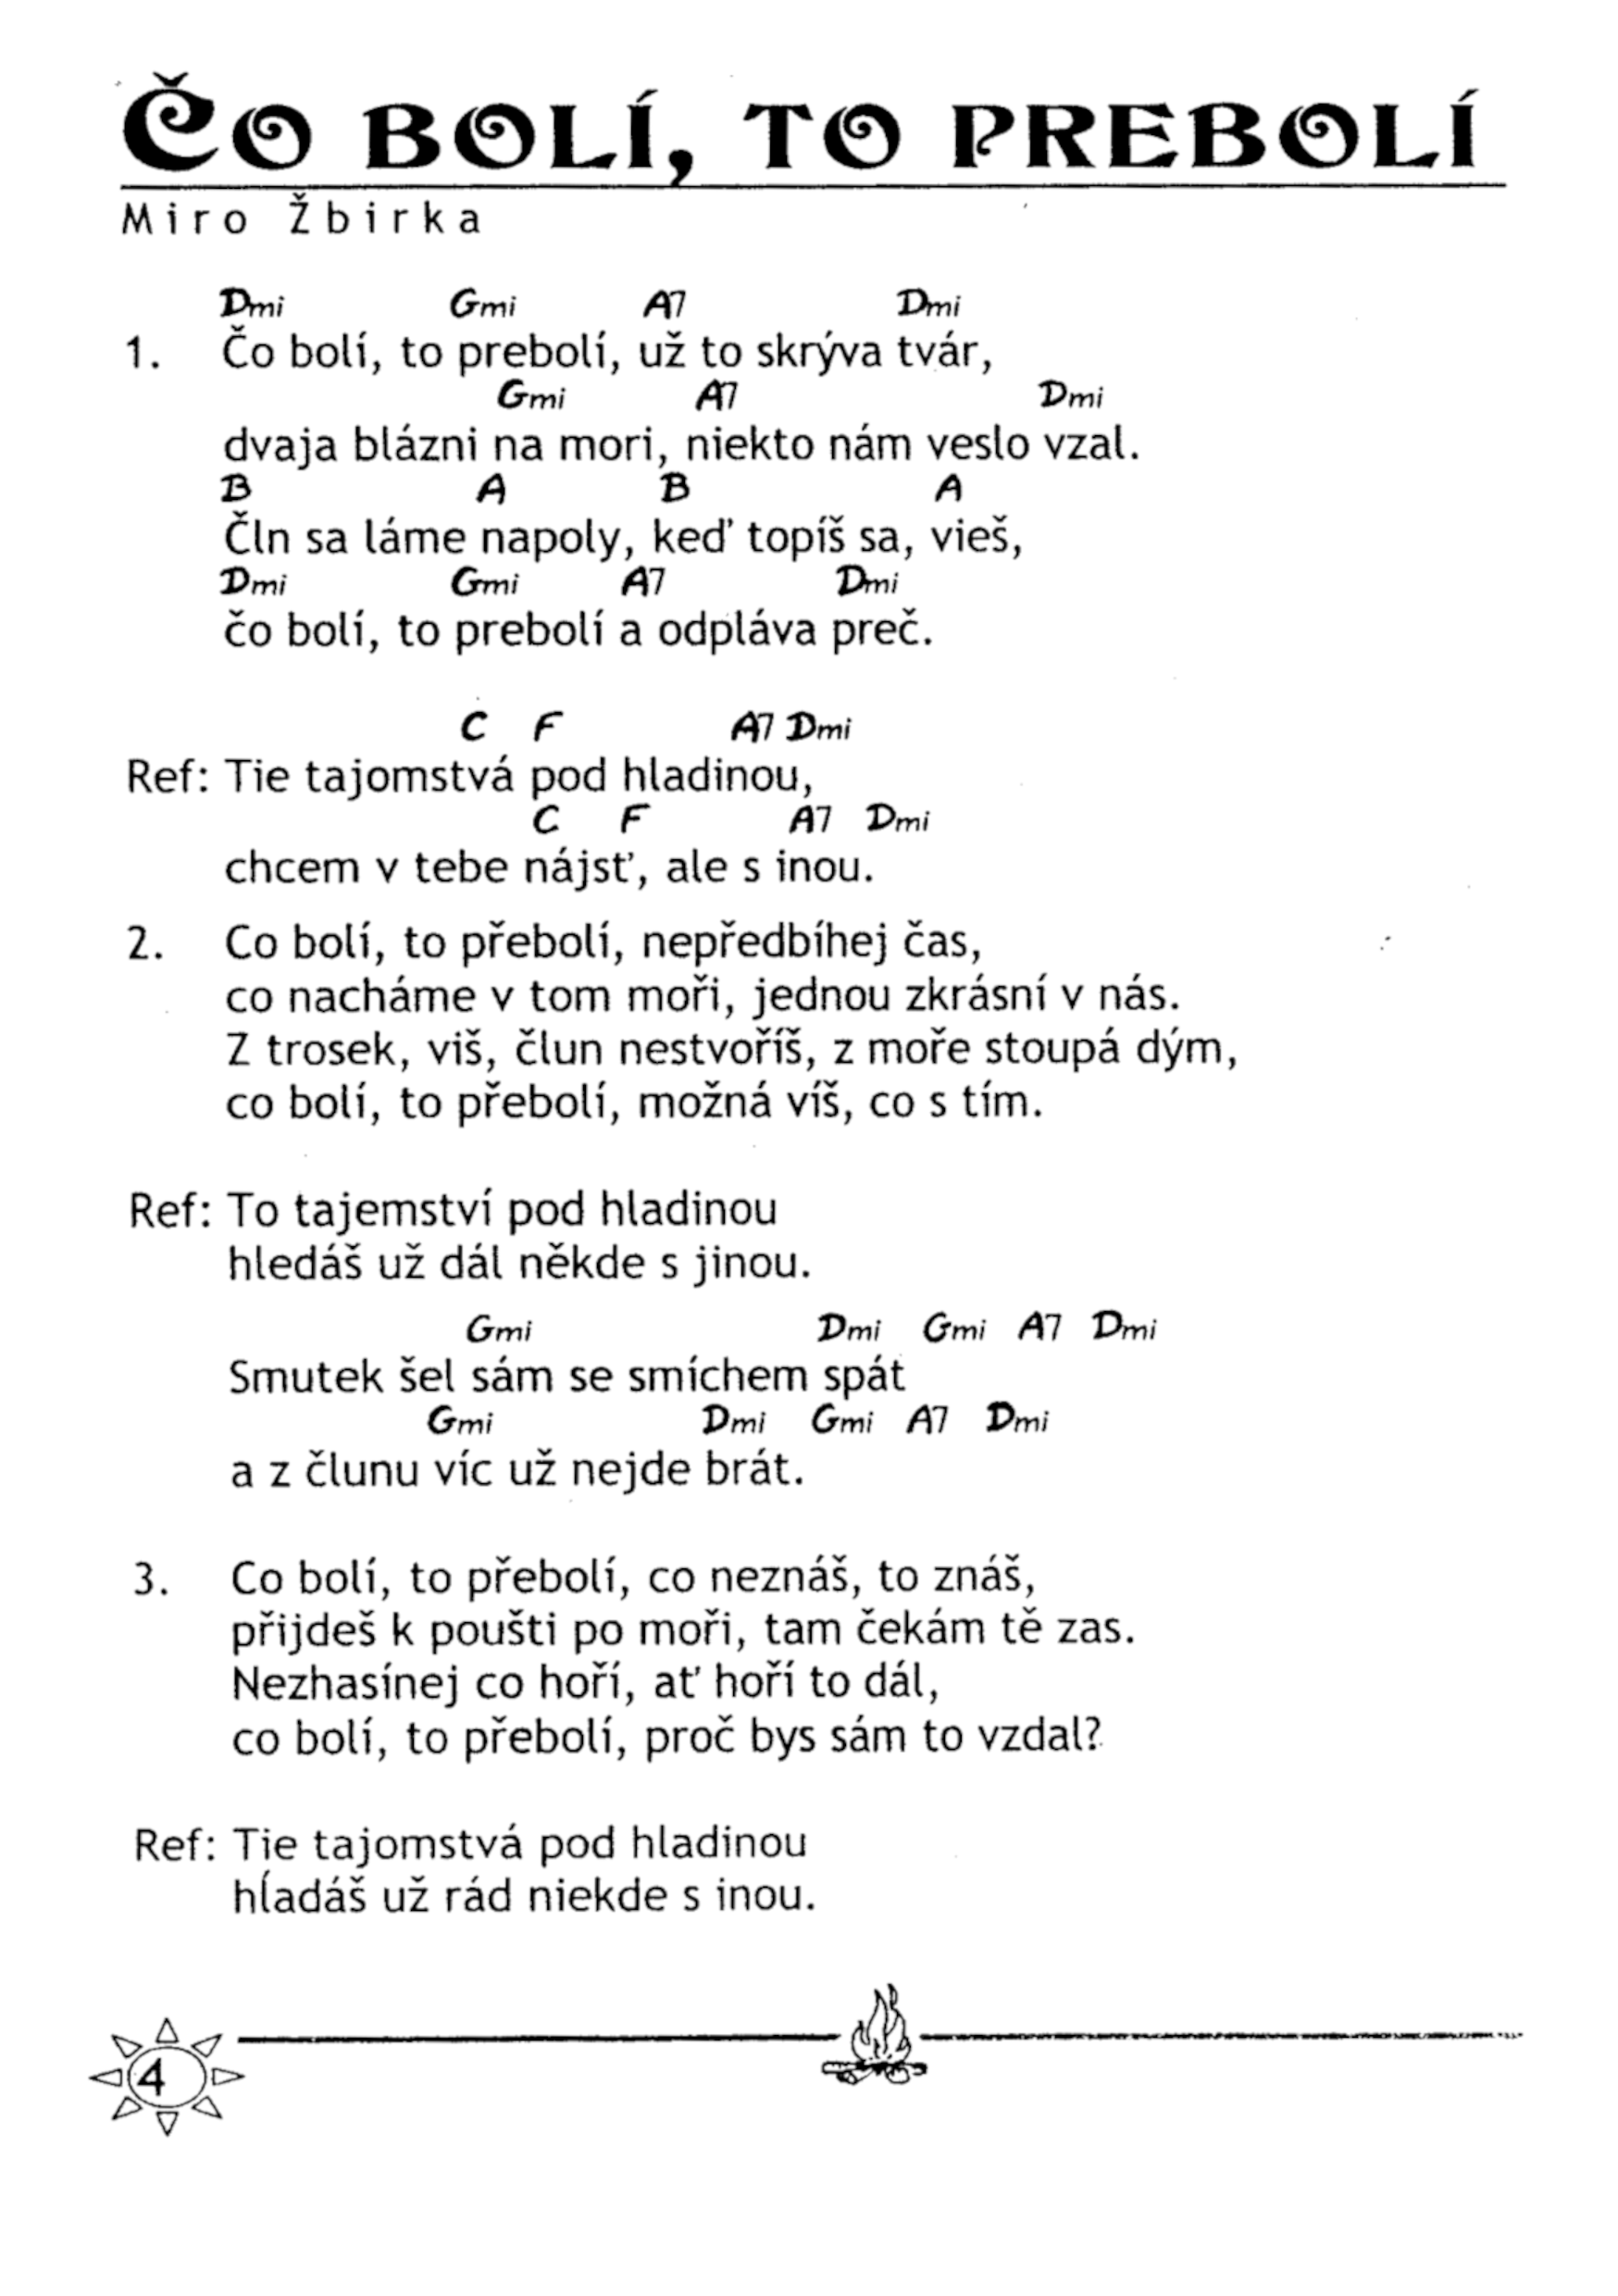 Čo bolí, to prebolí
Miro Žbirka
Dmi Gmi A7 Dmi
1. Čo bolí, to prebolí, už to skrýva tvár,
Gmi A7 Dmi
dvaja blázni na mori, niekto nám veslo vzal.
B A B A
Čln sa láme napoly, keď topíš sa, vieš,
Dmi Gmi A7 Dmi
čo bolí, to prebolí a odpláva preč.
C F A7 Dmi
Ref: Tie tajomstvá pod hladinou,
C F A7 Dmi
chcem v tebe nájsť, ale s inou.
2. Co bolí, to přebolí, nepředbíhej čas,
co nacháme v tom moři, jednou zkrásní v nás.
Z trosek, viš, člun nestvoříš, z moře stoupá dým,
co bolí, to přebolí, možná víš, co s tím.
Ref: To tajemství pod hladinou
hledáš už dál někde s jinou.
Gmi Dmi Gmi A7 Dmi
Smutek šel sám se smíchem spát
Gmi Dmi Gmi A7 Dmi
a z člunu víc už nejde brát.
3. Co bolí, to přebolí, co neznáš, to znáš,
přijdeš k poušti po moři, tam čekám tě zas.
Nezhasínej co hoří, ať hoří to dál,
co bolí, to přebolí, proč bys sám to vzdal?
Ref: Tie tajomstvá pod hladinou
hĺadáš už rád niekde s inou.
4